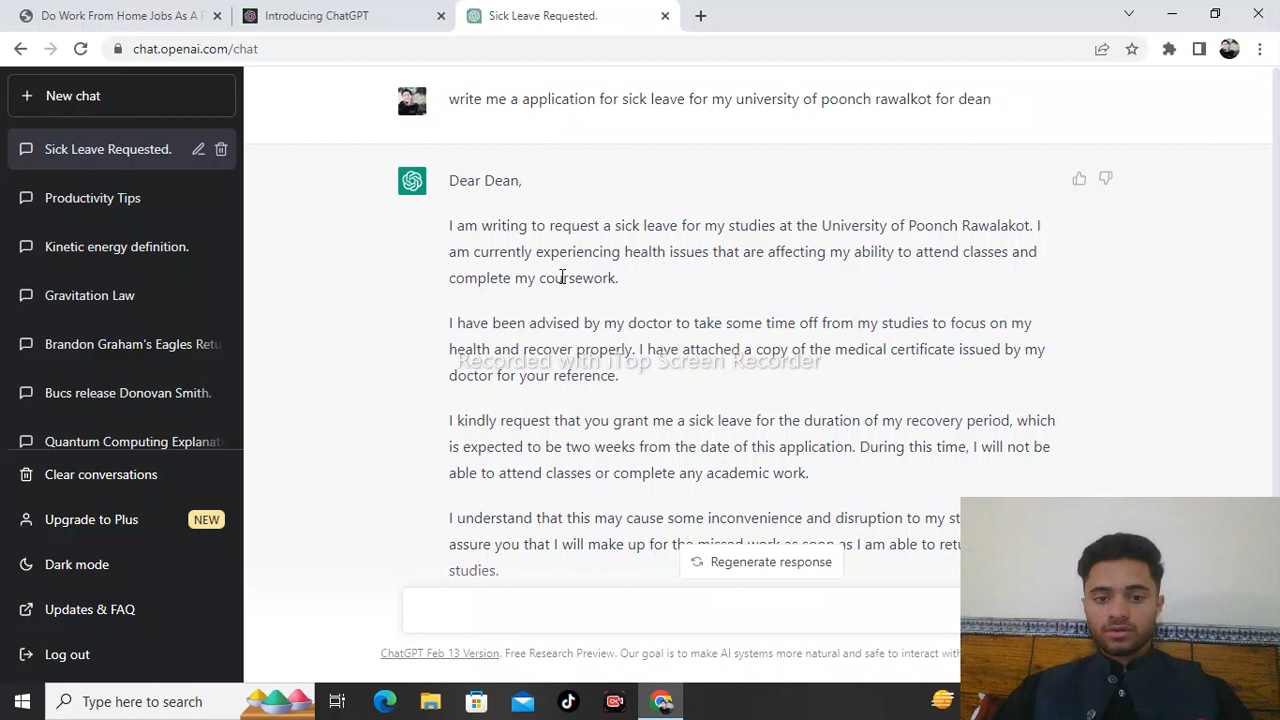 Do Work From Home Jobs As A F
Introducing ChatGPT
Sick Leave Requested.
chat.openai.com/chat
New chat
Sick Leave Requested.
Productivity Tips
Kinetic energy definition.
Gravitation Law
Brandon Graham's Eagles Retu
Bucs release Donovan Smith.
Quantum Computing Explanat
Clear conversations
Upgrade to Plus
NEW
Dark mode
Updates & FAQ
Log out
write me a application for sick leave for my university of poonch rawalkot for dean
Dear Dean,
I am writing to request a sick leave for my studies at the University of Poonch Rawalakot. I
am currently experiencing health issues that are affecting my ability to attend classes and
complete my coursework.
I have been advised by my doctor to take some time off from my studies to focus on my
health and recover properly. I have attached a copy of the medical certificate issued by my
Recorded with iTop Screen Recorder
doctor for your reference.
I kindly request that you grant me a sick leave for the duration of my recovery period, which
is expected to be two weeks from the date of this application. During this time, I will not be
able to attend classes or complete any academic work.
I understand that this may cause some inconvenience and disruption to my st
assure you that I will make up for the missed work as soon as I am able to retu
studies.
Regenerate response
ChatGPT Feb 13 Version. Free Research Preview. Our goal is to make AI systems more natural and safe to interact with
Type here to search